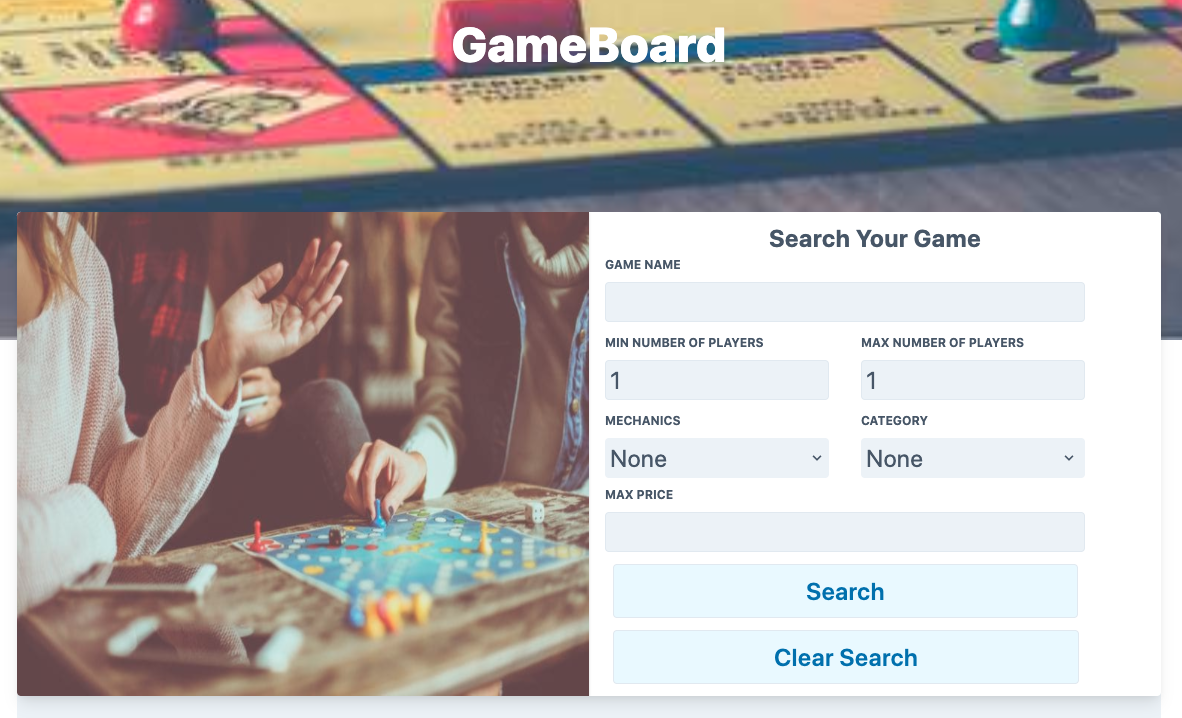 GameBoard
Search Your Game
GAME NAME
MIN NUMBER OF PLAYERS
MAX NUMBER OF PLAYERS
1
1
MECHANICS
CATEGORY
None
None
MAX PRICE
Search
Clear Search